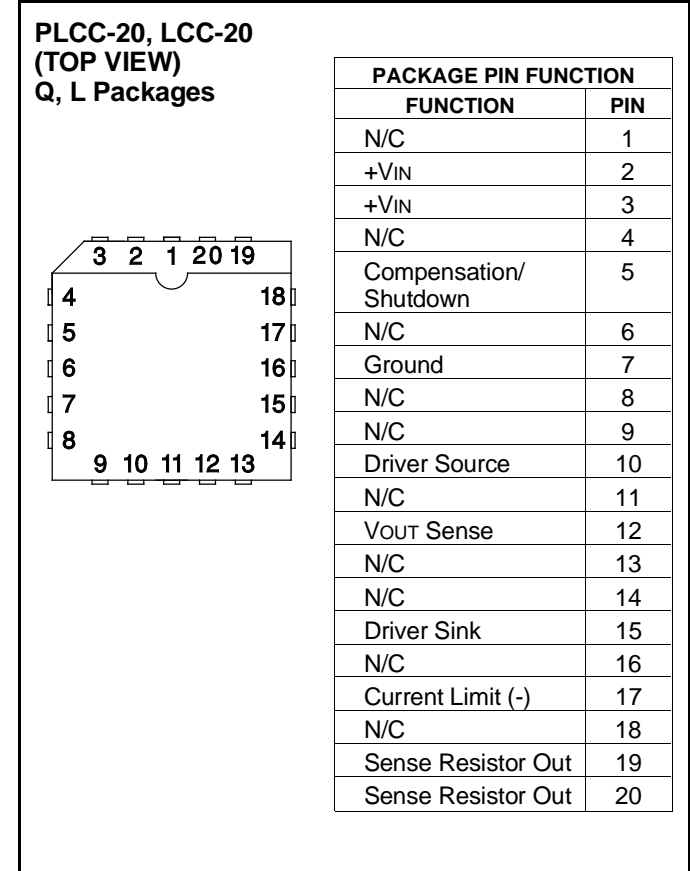 PLCC-20, LCC-20
(TOP VIEW)
Q, L Packages
3 2 1 20 19
4 18
5 17
6 16
7 15
8 14
9 10 11 12 13
PACKAGE PIN FUNCTION
FUNCTION PIN
N/C 1
+VIN 2
+VIN 3
N/C 4
Compensation/ 5
Shutdown
N/C 6
Ground 7
N/C 8
N/C 9
Driver Source 10
N/C 11
VOUT Sense 12
N/C 13
N/C 14
Driver Sink 15
N/C 16
Current Limit (-) 17
N/C 18
Sense Resistor Out 19
Sense Resistor Out 20